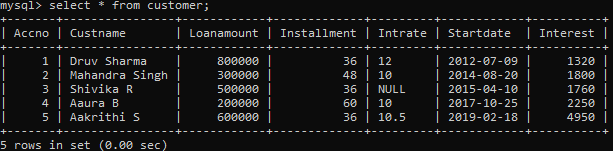 mysql> select * from customer;
| Accno | Custname | Loanamount | Installment | Intrate | Startdate | Interest |
| 1 | Druv Sharma | 800000 | 36 | 12 | 2012-07-09 | 1320 |
| 2 | Mahandra Singh | 300000 | 48 | 10 | 2014-08-20 | 1800 |
| 3 | Shivika R | 500000 | 36 | NULL | 2015-04-10 | 1760 |
| 4 | Aaura B | 200000 | 60 | 10 | 2017-10-25 | 2250 |
| 5 | Aakrithi S | 600000 | 36 | 10.5 | 2019-02-18 | 4950 |
5 rows in set (0.00 sec)